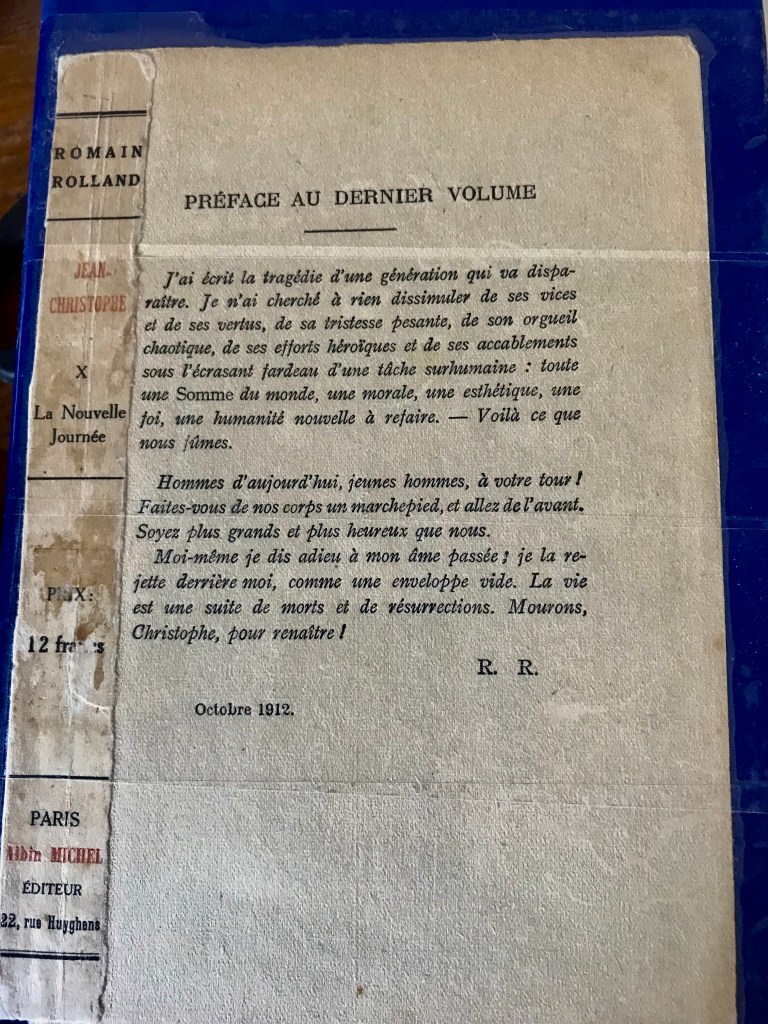 ROMAIN
ROLLAND
JEAN-
CHRISTOPHE
X
La Nouvelle
Journée
PRIX:
12 francs
PARIS
Albin MICHEL
ÉDITEUR
22, rue Huyghens
PRÉFACE AU DERNIER VOLUME
J'ai écrit la tragédie d'une génération qui va dispa-
raître. Je n'ai cherché à rien dissimuler de ses vices
et de ses vertus, de sa tristesse pesante, de son orgueil
chaotique, de ses efforts héroïques et de ses accablements
sous l'écrasant fardeau d'une tâche surhumaine : toute
une Somme du monde, une morale, une esthétique, une
foi, une humanité nouvelle à refaire. — Voilà ce que
nous fûmes.
Hommes d'aujourd'hui, jeunes hommes, à votre tour !
Faites-vous de nos corps un marchepied, et allez de l'avant.
Soyez plus grands et plus heureux que nous.
Moi-même je dis adieu à mon âme passée ; je la re-
jette derrière moi, comme une enveloppe vide. La vie
est une suite de morts et de résurrections. Mourons,
Christophe, pour renaître !
R. R.
Octobre 1912.